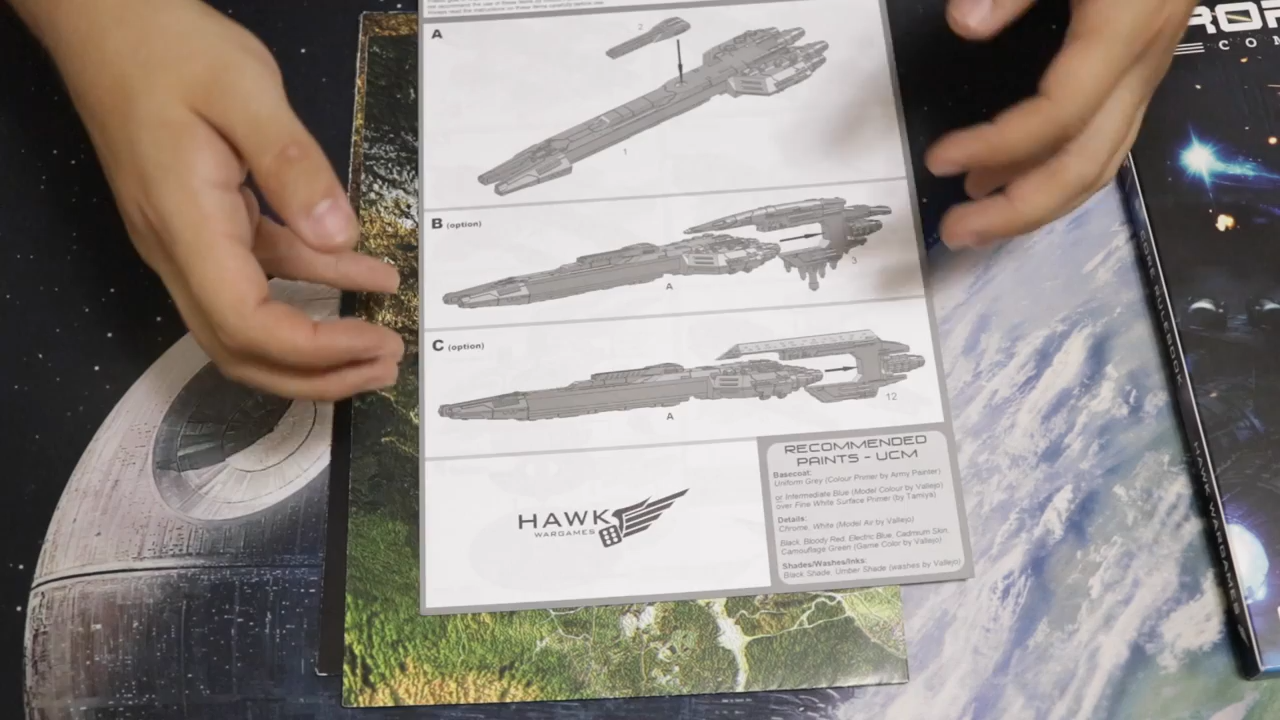 A
2
1
B (option)
3
A
C (option)
12
A
HAWK
WARGAMES
RECOMMENDED
PAINTS - UCM
Basecoat:
Uniform Grey (Colour Primer by Army Painter)
or Intermediate Blue (Model Colour by Vallejo)
over Fine White Surface Primer (by Tamiya)
Details:
Chrome, White (Model Air by Vallejo)
Black, Bloody Red, Electric Blue, Cadmeum Skin,
Camouflage Green (Game Color by Vallejo)
Shades/Washes/Inks:
Black Shade, Umber Shade (washes by Vallejo)
CORE RULEBOOK
HAWK WARGAMES